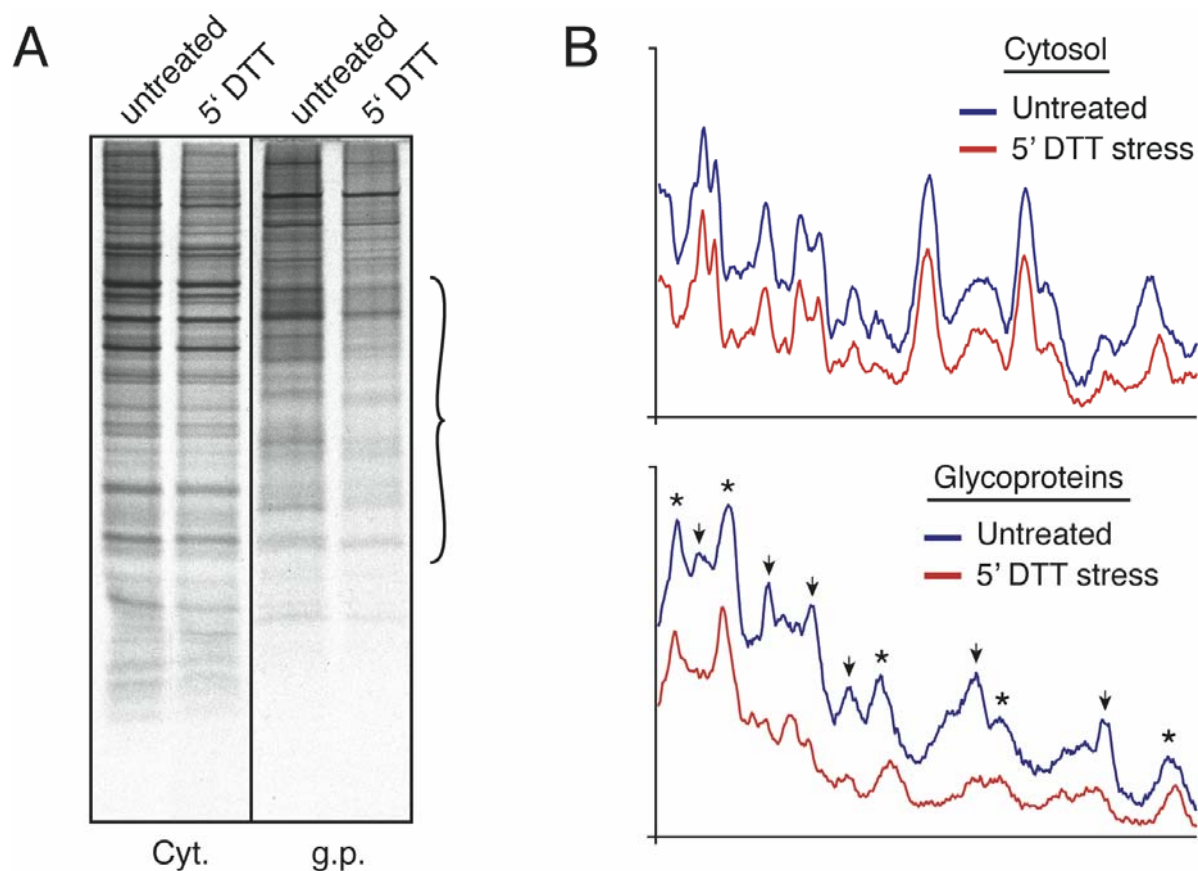 A
untreated
5' DTT
untreated
5' DTT
Cyt.
g.p.
B
Cytosol
Untreated
5' DTT stress
Glycoproteins
Untreated
5' DTT stress
*
*
*
*
*